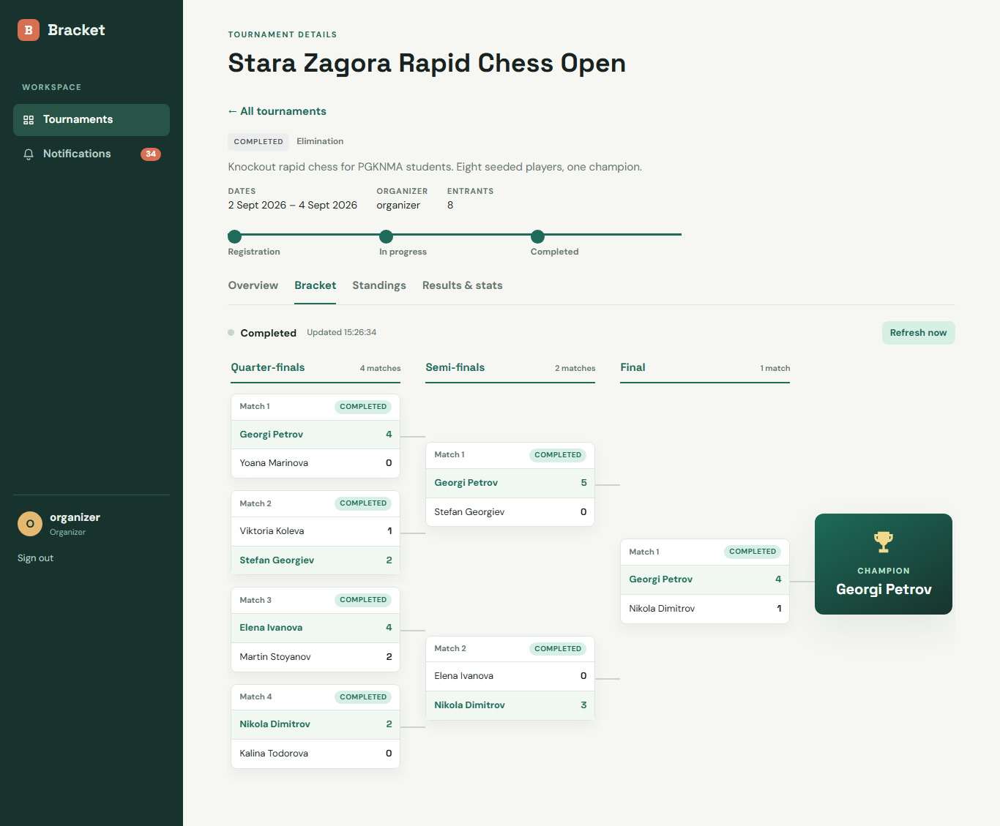 B Bracket
WORKSPACE
Tournaments
Notifications 34
O organizer
Organizer
Sign out
TOURNAMENT DETAILS
Stara Zagora Rapid Chess Open
← All tournaments
COMPLETED Elimination
Knockout rapid chess for PGKNMA students. Eight seeded players, one champion.
DATES ORGANIZER ENTRANTS
2 Sept 2026 – 4 Sept 2026 organizer 8
Registration In progress Completed
Overview Bracket Standings Results & stats
Completed Updated 15:26:34 Refresh now
Quarter-finals 4 matches
Match 1 COMPLETED
Georgi Petrov 4
Yoana Marinova 0
Match 2 COMPLETED
Viktoria Koleva 1
Stefan Georgiev 2
Match 3 COMPLETED
Elena Ivanova 4
Martin Stoyanov 2
Match 4 COMPLETED
Nikola Dimitrov 2
Kalina Todorova 0
Semi-finals 2 matches
Match 1 COMPLETED
Georgi Petrov 5
Stefan Georgiev 0
Match 2 COMPLETED
Elena Ivanova 0
Nikola Dimitrov 3
Final 1 match
Match 1 COMPLETED
Georgi Petrov 4
Nikola Dimitrov 1
CHAMPION
Georgi Petrov